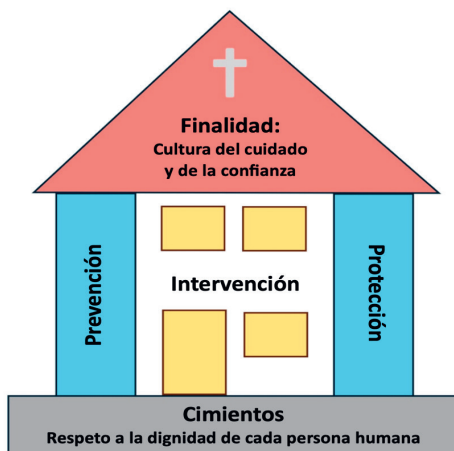 Finalidad:
Cultura del cuidado
y de la confianza
Prevención
Intervención
Protección
Cimientos
Respeto a la dignidad de cada persona humana